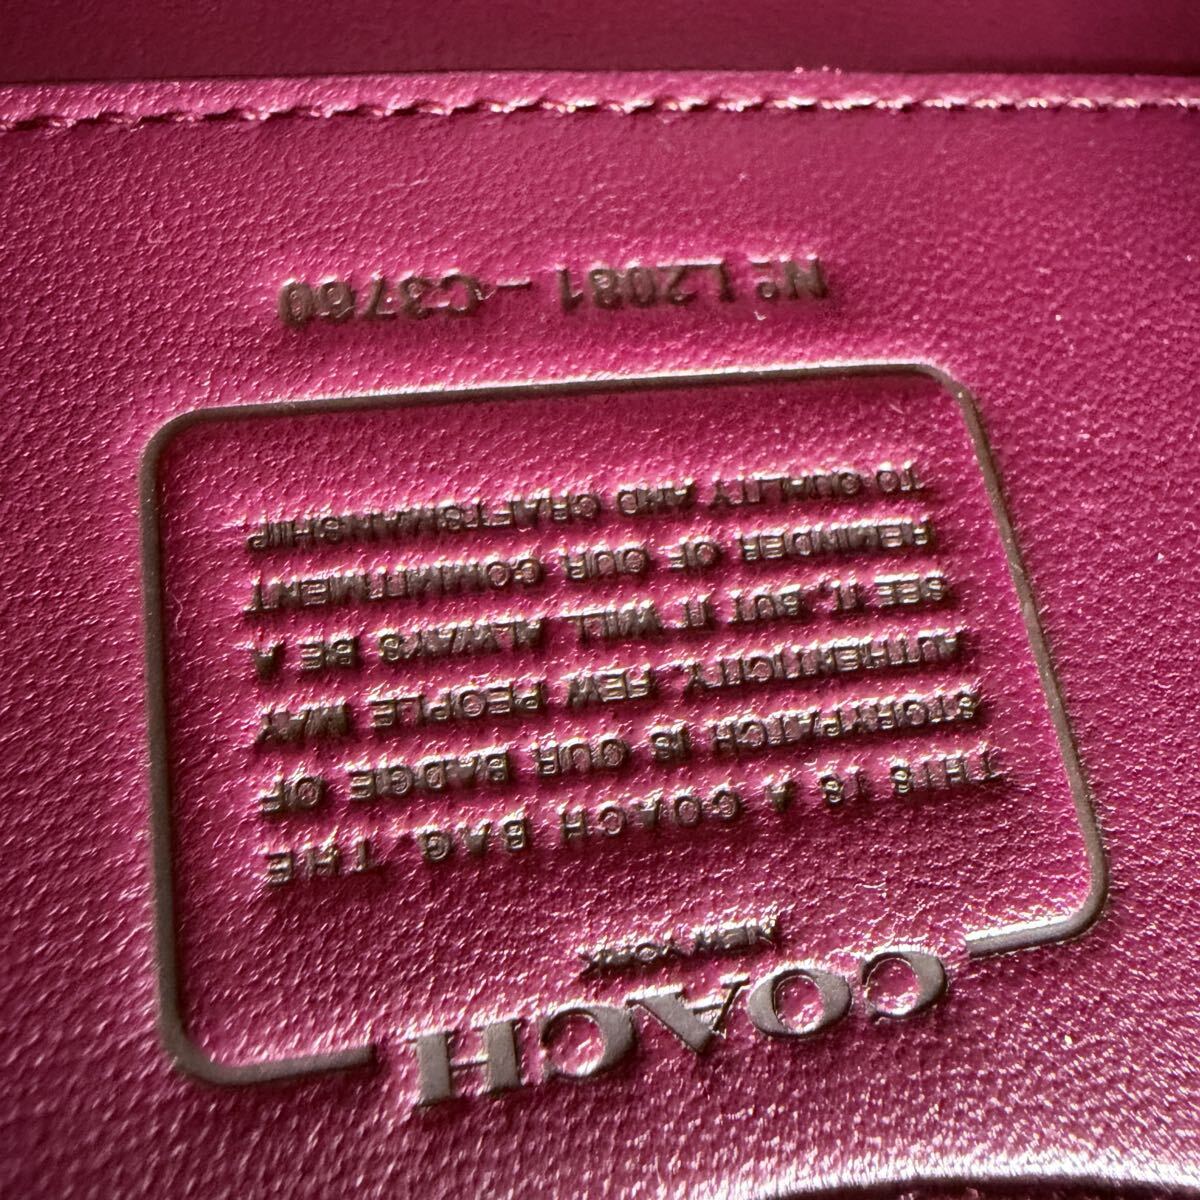 COACH
NEW YORK
THIS IS A COACH BAG. THE
STORYPATCH IS OUR BADGE OF
AUTHENTICITY. FEW PEOPLE MAY
SEE IT, BUT IT WILL ALWAYS BE A
REMINDER OF OUR COMMITMENT
TO QUALITY AND CRAFTSMANSHIP
Nº L2081 - C3760